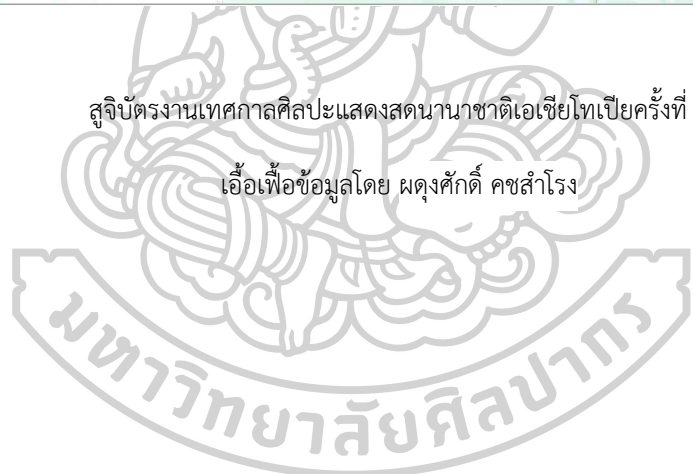 สูจิบัตรงานเทศกาลศิลปะแสดงสดนานาชาติเอเชียโทเปียครั้งที่
เอื้อเฟื้อข้อมูลโดย ผดุงศักดิ์ คชสำโรง
มหาวิทยาลัยศิลปากร